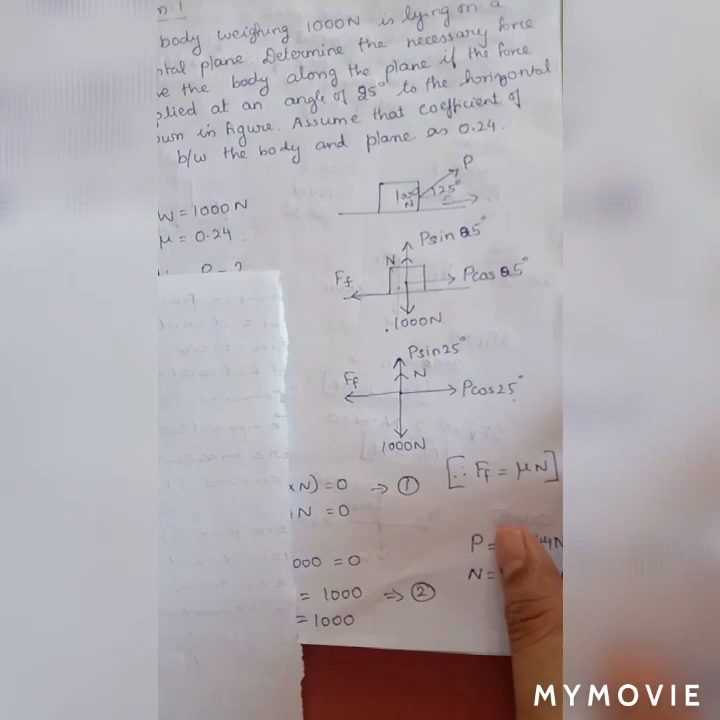 n 1
body weighing 1000N is lying on a
ntal plane. Determine the necessary force
ve the body along the plane if the force
plied at an angle of 25° to the horizontal
own in figure. Assume that coefficient of
b/w the body and plane as 0.24.
P
1000
N
25°
W = 1000 N
μ = 0.24
P = ?
Psin 25°
N
Ff
Pcos 25°
1000N
Psin25°
Ff
N
Pcos25°
1000N
x N) = 0 → ① [∴ Ff = μN]
N = 0
P =
000 = 0
N =
= 1000 => ②
= 1000
MYMOVIE